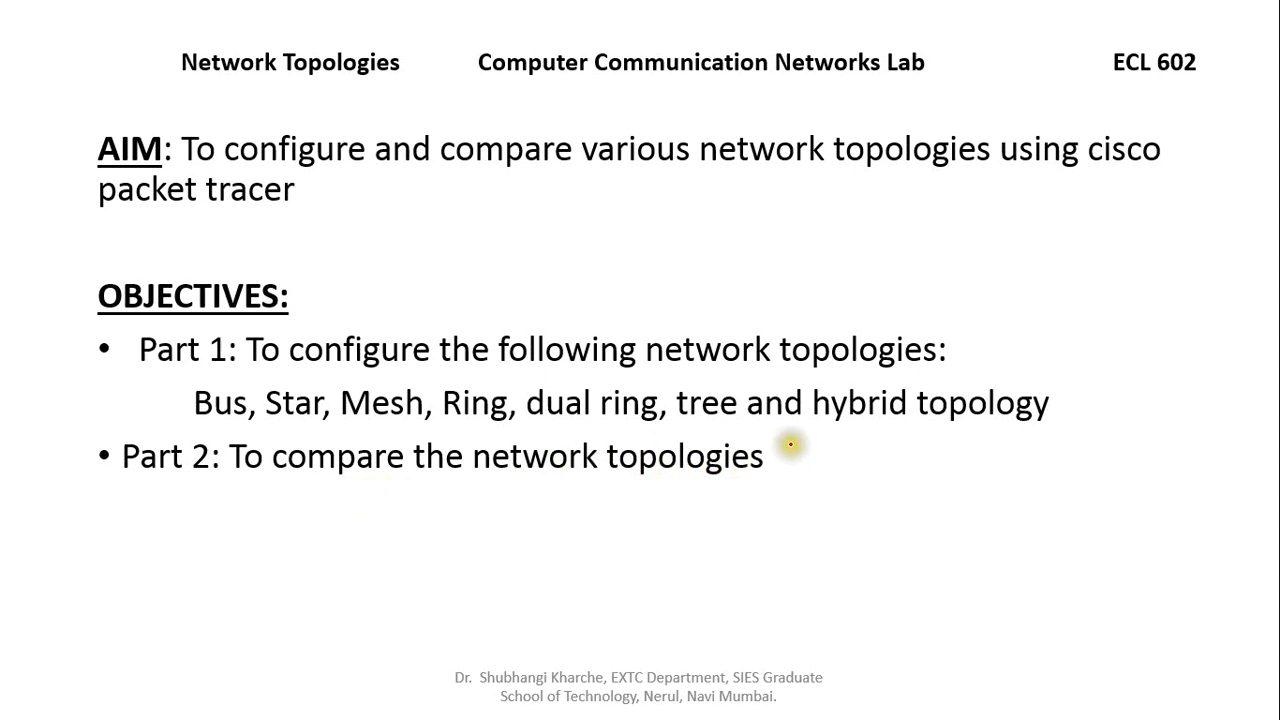 Network Topologies Computer Communication Networks Lab ECL 602
AIM: To configure and compare various network topologies using cisco
packet tracer
OBJECTIVES:
• Part 1: To configure the following network topologies:
Bus, Star, Mesh, Ring, dual ring, tree and hybrid topology
• Part 2: To compare the network topologies
Dr. Shubhangi Kharche, EXTC Department, SIES Graduate
School of Technology, Nerul, Navi Mumbai.